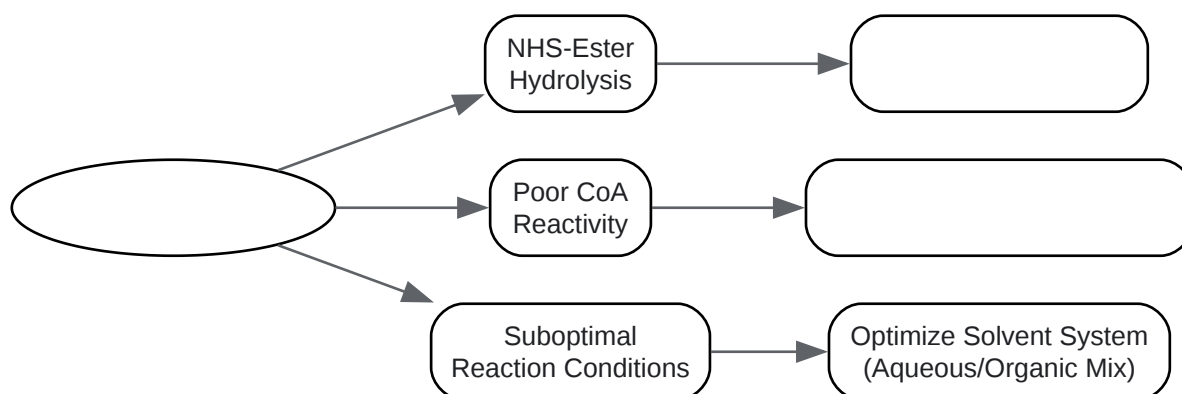 NHS-Ester
Hydrolysis
Poor CoA
Reactivity
Suboptimal
Reaction Conditions
Optimize Solvent System
(Aqueous/Organic Mix)